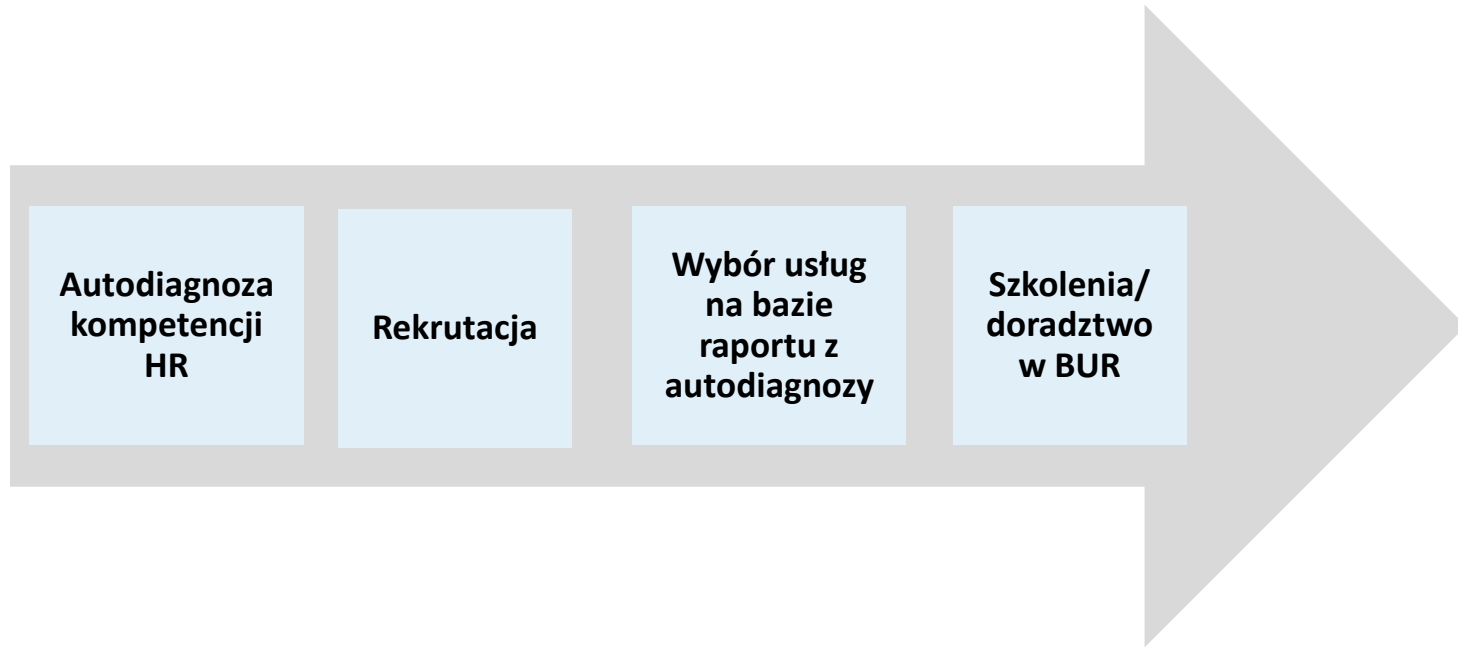 Autodiagnoza
kompetencji
HR
Rekrutacja
Wybór usług
na bazie
raportu z
autodiagnozy
Szkolenia/
doradztwo
w BUR